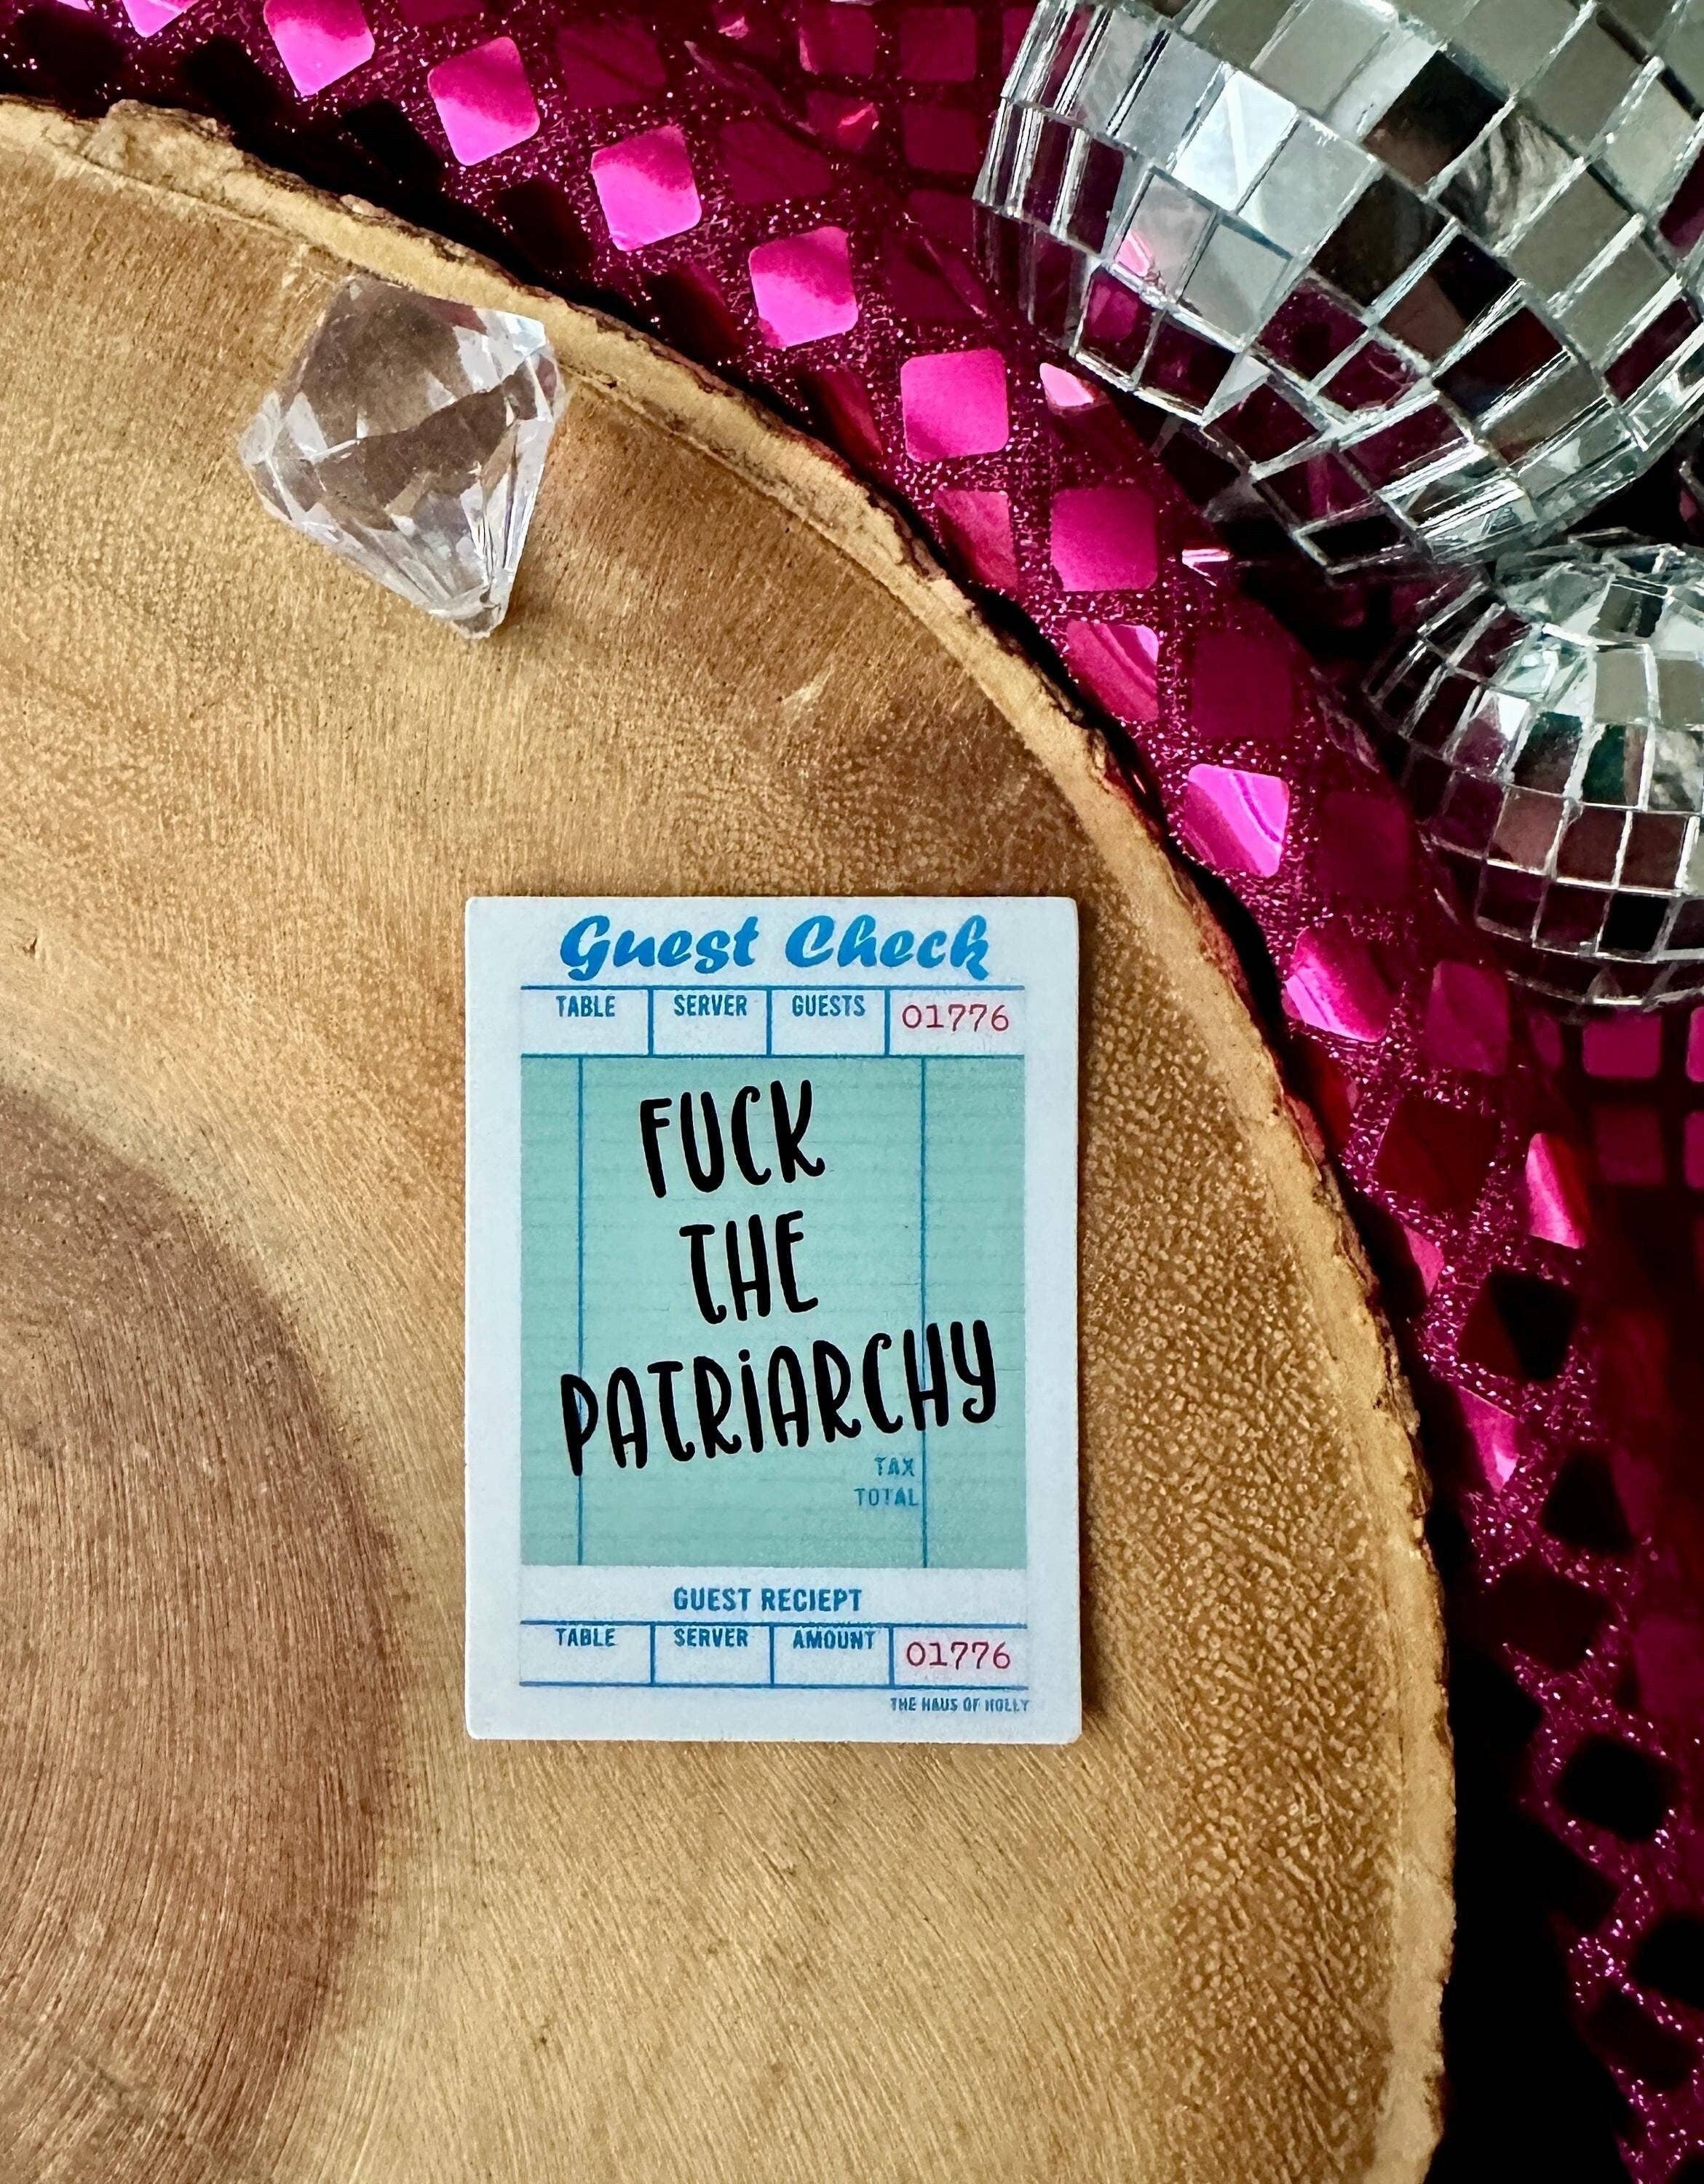 Guest Check
TABLE SERVER GUESTS 01776
FUCK
THE
PATRIARCHY
TAX
TOTAL
GUEST RECIEPT
TABLE SERVER AMOUNT 01776
THE HAUS OF HOLLY